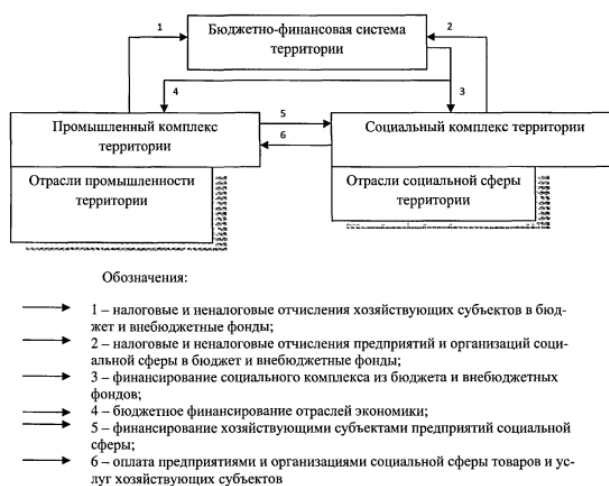 1
Бюджетно-финансовая система
территории
2
4
3
Промышленный комплекс
территории
5
6
Социальный комплекс территории
Отрасли промышленности
территории
Отрасли социальной сферы
территории
Обозначения:
1 – налоговые и неналоговые отчисления хозяйствующих субъектов в бюд-
жет и внебюджетные фонды;
2 – налоговые и неналоговые отчисления предприятий и организаций соци-
альной сферы в бюджет и внебюджетные фонды;
3 – финансирование социального комплекса из бюджета и внебюджетных
фондов;
4 – бюджетное финансирование отраслей экономики;
5 – финансирование хозяйствующими субъектами предприятий социальной
сферы;
6 – оплата предприятиями и организациями социальной сферы товаров и ус-
луг хозяйствующих субъектов